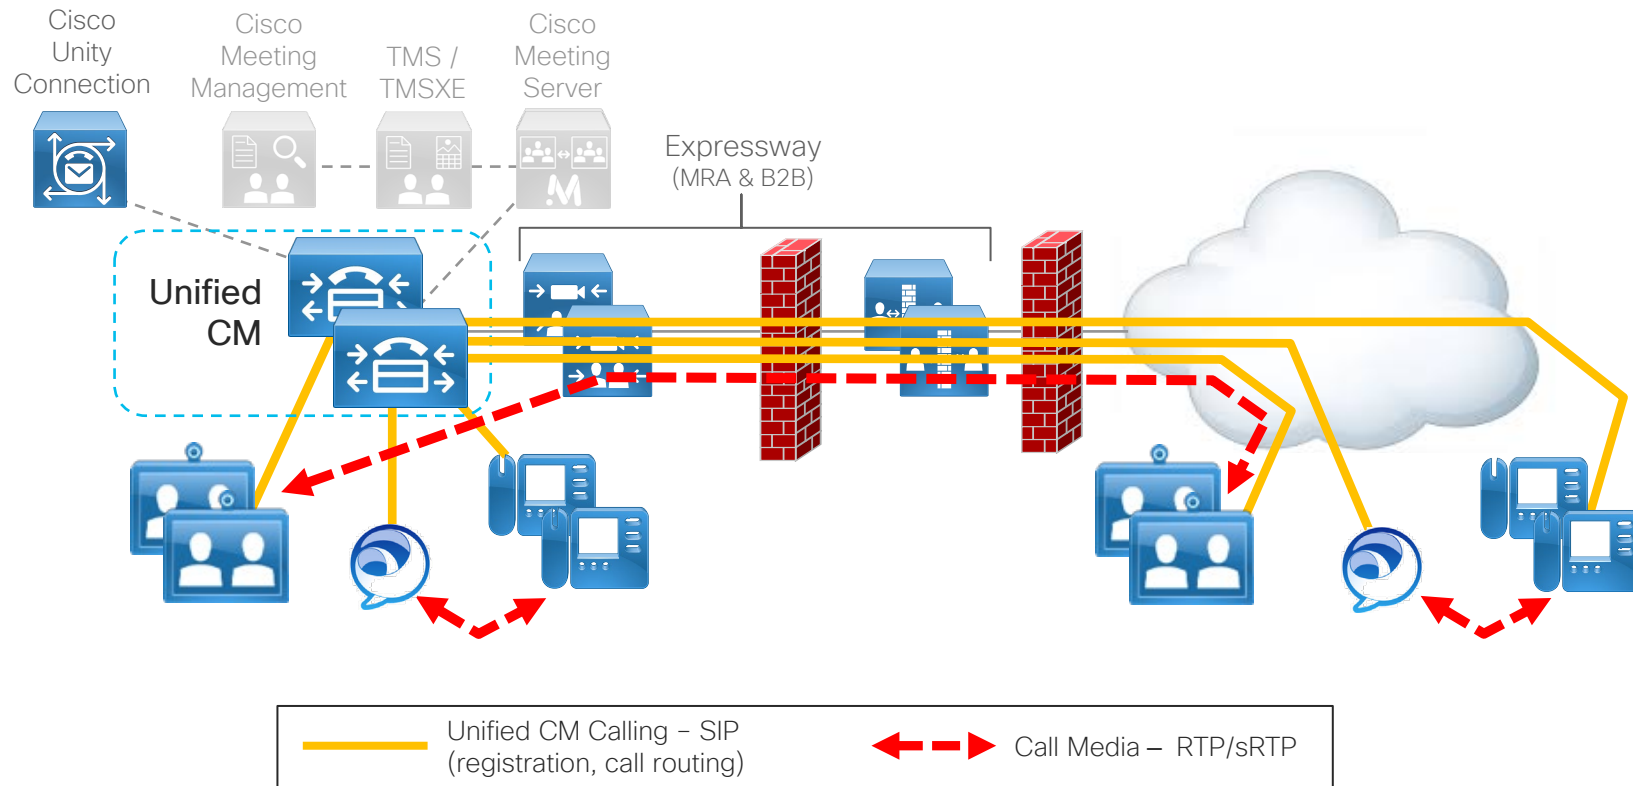 Cisco
Unity
Connection
Cisco
Meeting
Management
TMS /
TMSXE
Cisco
Meeting
Server
Expressway
(MRA & B2B)
Unified
CM
Unified CM Calling – SIP
(registration, call routing)
Call Media – RTP/sRTP